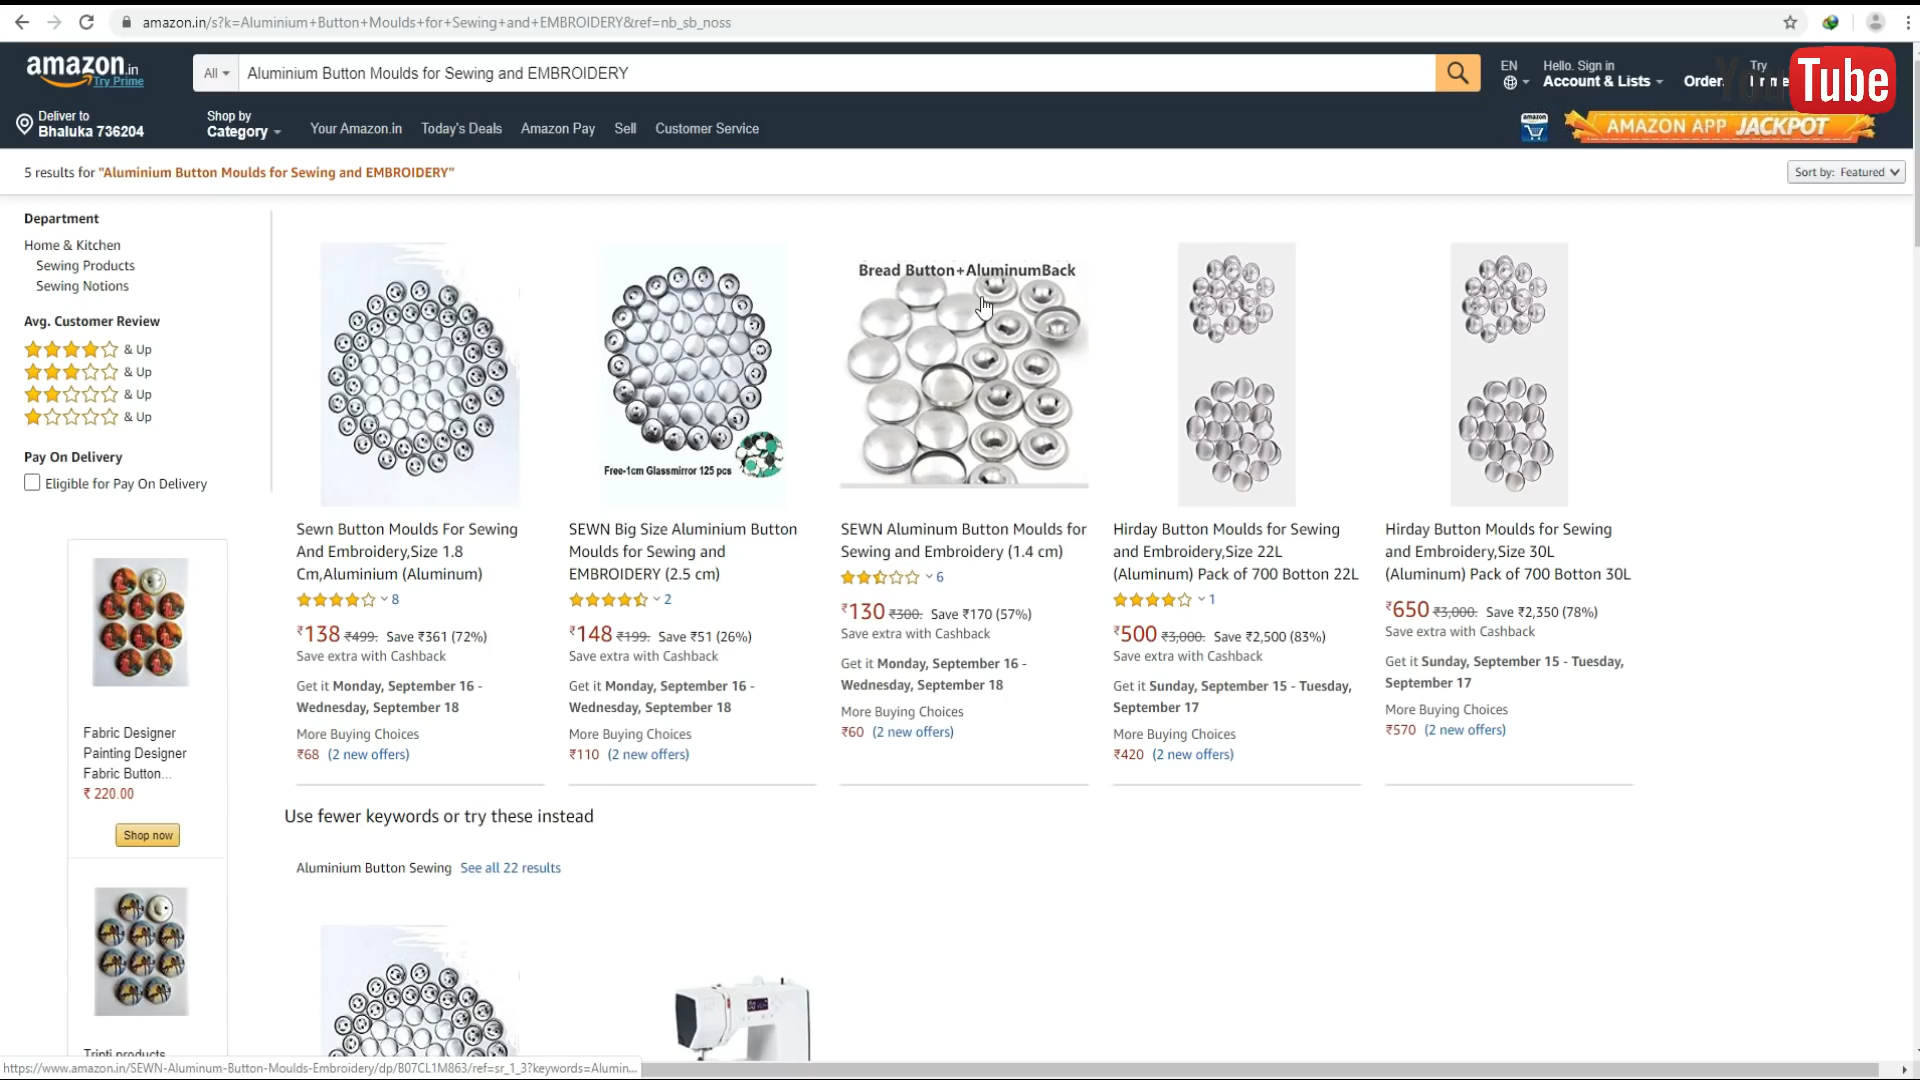 amazon.in/s?k=Aluminium+Button+Moulds+for+Sewing+and+EMBROIDERY&ref=nb_sb_noss
amazon.in
Try Prime
All
Aluminium Button Moulds for Sewing and EMBROIDERY
EN
Hello. Sign in
Account & Lists
Order
Try
Tube
Deliver to
Bhaluka 736204
Shop by
Category
Your Amazon.in
Today's Deals
Amazon Pay
Sell
Customer Service
amazon
AMAZON APP JACKPOT
5 results for "Aluminium Button Moulds for Sewing and EMBROIDERY"
Sort by: Featured
Department
Home & Kitchen
Sewing Products
Sewing Notions
Avg. Customer Review
& Up
& Up
& Up
& Up
Pay On Delivery
Eligible for Pay On Delivery
Fabric Designer
Painting Designer
Fabric Button...
₹ 220.00
Shop now
Tripti products
Free-1cm Glassmirror 125 pcs
Bread Button+AluminumBack
Sewn Button Moulds For Sewing
And Embroidery,Size 1.8
Cm,Aluminium (Aluminum)
8
₹138 ₹499. Save ₹361 (72%)
Save extra with Cashback
Get it Monday, September 16 -
Wednesday, September 18
More Buying Choices
₹68 (2 new offers)
SEWN Big Size Aluminium Button
Moulds for Sewing and
EMBROIDERY (2.5 cm)
2
₹148 ₹199. Save ₹51 (26%)
Save extra with Cashback
Get it Monday, September 16 -
Wednesday, September 18
More Buying Choices
₹110 (2 new offers)
SEWN Aluminum Button Moulds for
Sewing and Embroidery (1.4 cm)
6
₹130 ₹300. Save ₹170 (57%)
Save extra with Cashback
Get it Monday, September 16 -
Wednesday, September 18
More Buying Choices
₹60 (2 new offers)
Hirday Button Moulds for Sewing
and Embroidery,Size 22L
(Aluminum) Pack of 700 Botton 22L
1
₹500 ₹3,000. Save ₹2,500 (83%)
Save extra with Cashback
Get it Sunday, September 15 - Tuesday,
September 17
More Buying Choices
₹420 (2 new offers)
Hirday Button Moulds for Sewing
and Embroidery,Size 30L
(Aluminum) Pack of 700 Botton 30L
₹650 ₹3,000. Save ₹2,350 (78%)
Save extra with Cashback
Get it Sunday, September 15 - Tuesday,
September 17
More Buying Choices
₹570 (2 new offers)
Use fewer keywords or try these instead
Aluminium Button Sewing See all 22 results
https://www.amazon.in/SEWN-Aluminum-Button-Moulds-Embroidery/dp/B07CL1M863/ref=sr_1_3?keywords=Alumin...